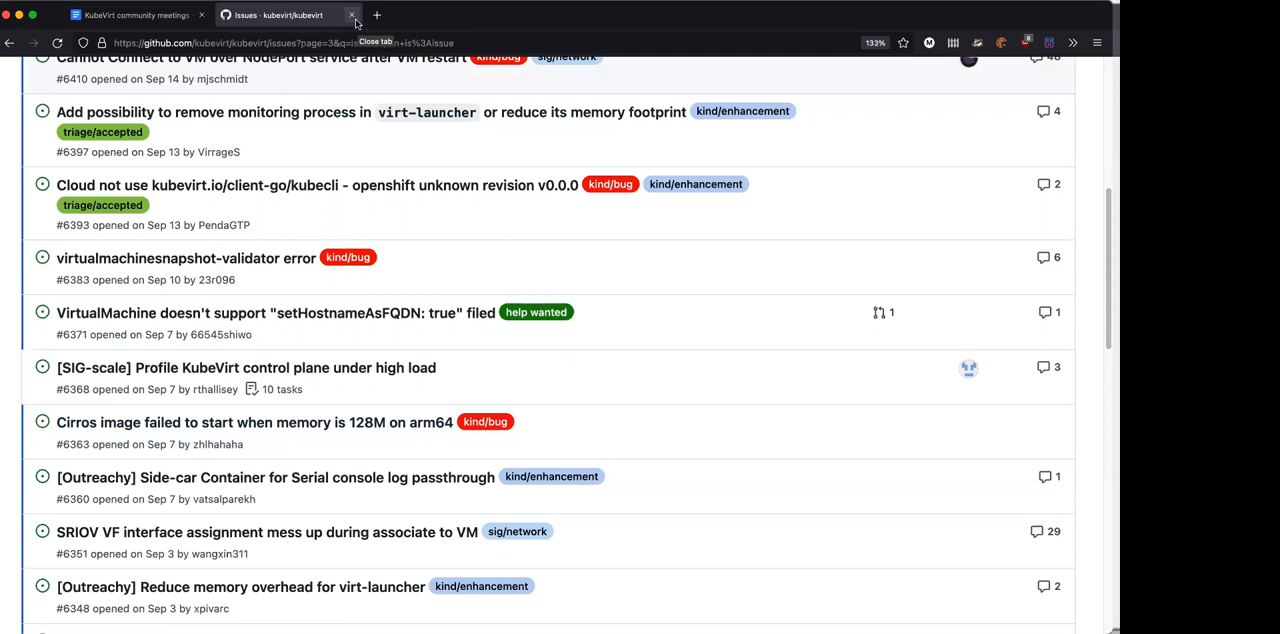 KubeVirt community meetings
Issues · kubevirt/kubevirt
https://github.com/kubevirt/kubevirt/issues?page=3&q=is
+is%3Aissue
Close tab
133%
8
Cannot Connect to VM over NodePort service after VM restart kind/bug sig/network
#6410 opened on Sep 14 by mjschmidt
Add possibility to remove monitoring process in virt-launcher or reduce its memory footprint kind/enhancement 4
triage/accepted
#6397 opened on Sep 13 by VirrageS
Cloud not use kubevirt.io/client-go/kubecli - openshift unknown revision v0.0.0 kind/bug kind/enhancement 2
triage/accepted
#6393 opened on Sep 13 by PendaGTP
virtualmachinesnapshot-validator error kind/bug 6
#6383 opened on Sep 10 by 23r096
VirtualMachine doesn't support "setHostnameAsFQDN: true" filed help wanted 1 1
#6371 opened on Sep 7 by 66545shiwo
[SIG-scale] Profile KubeVirt control plane under high load 3
#6368 opened on Sep 7 by rthallisey 10 tasks
Cirros image failed to start when memory is 128M on arm64 kind/bug
#6363 opened on Sep 7 by zhlhahaha
[Outreachy] Side-car Container for Serial console log passthrough kind/enhancement 1
#6360 opened on Sep 7 by vatsalparekh
SRIOV VF interface assignment mess up during associate to VM sig/network 29
#6351 opened on Sep 3 by wangxin311
[Outreachy] Reduce memory overhead for virt-launcher kind/enhancement 2
#6348 opened on Sep 3 by xpivarc